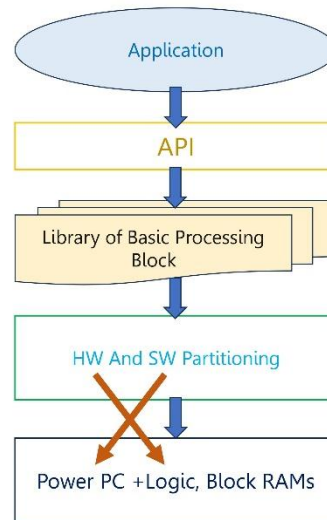 Application
API
Library of Basic Processing
Block
HW And SW Partitioning
Power PC +Logic, Block RAMs